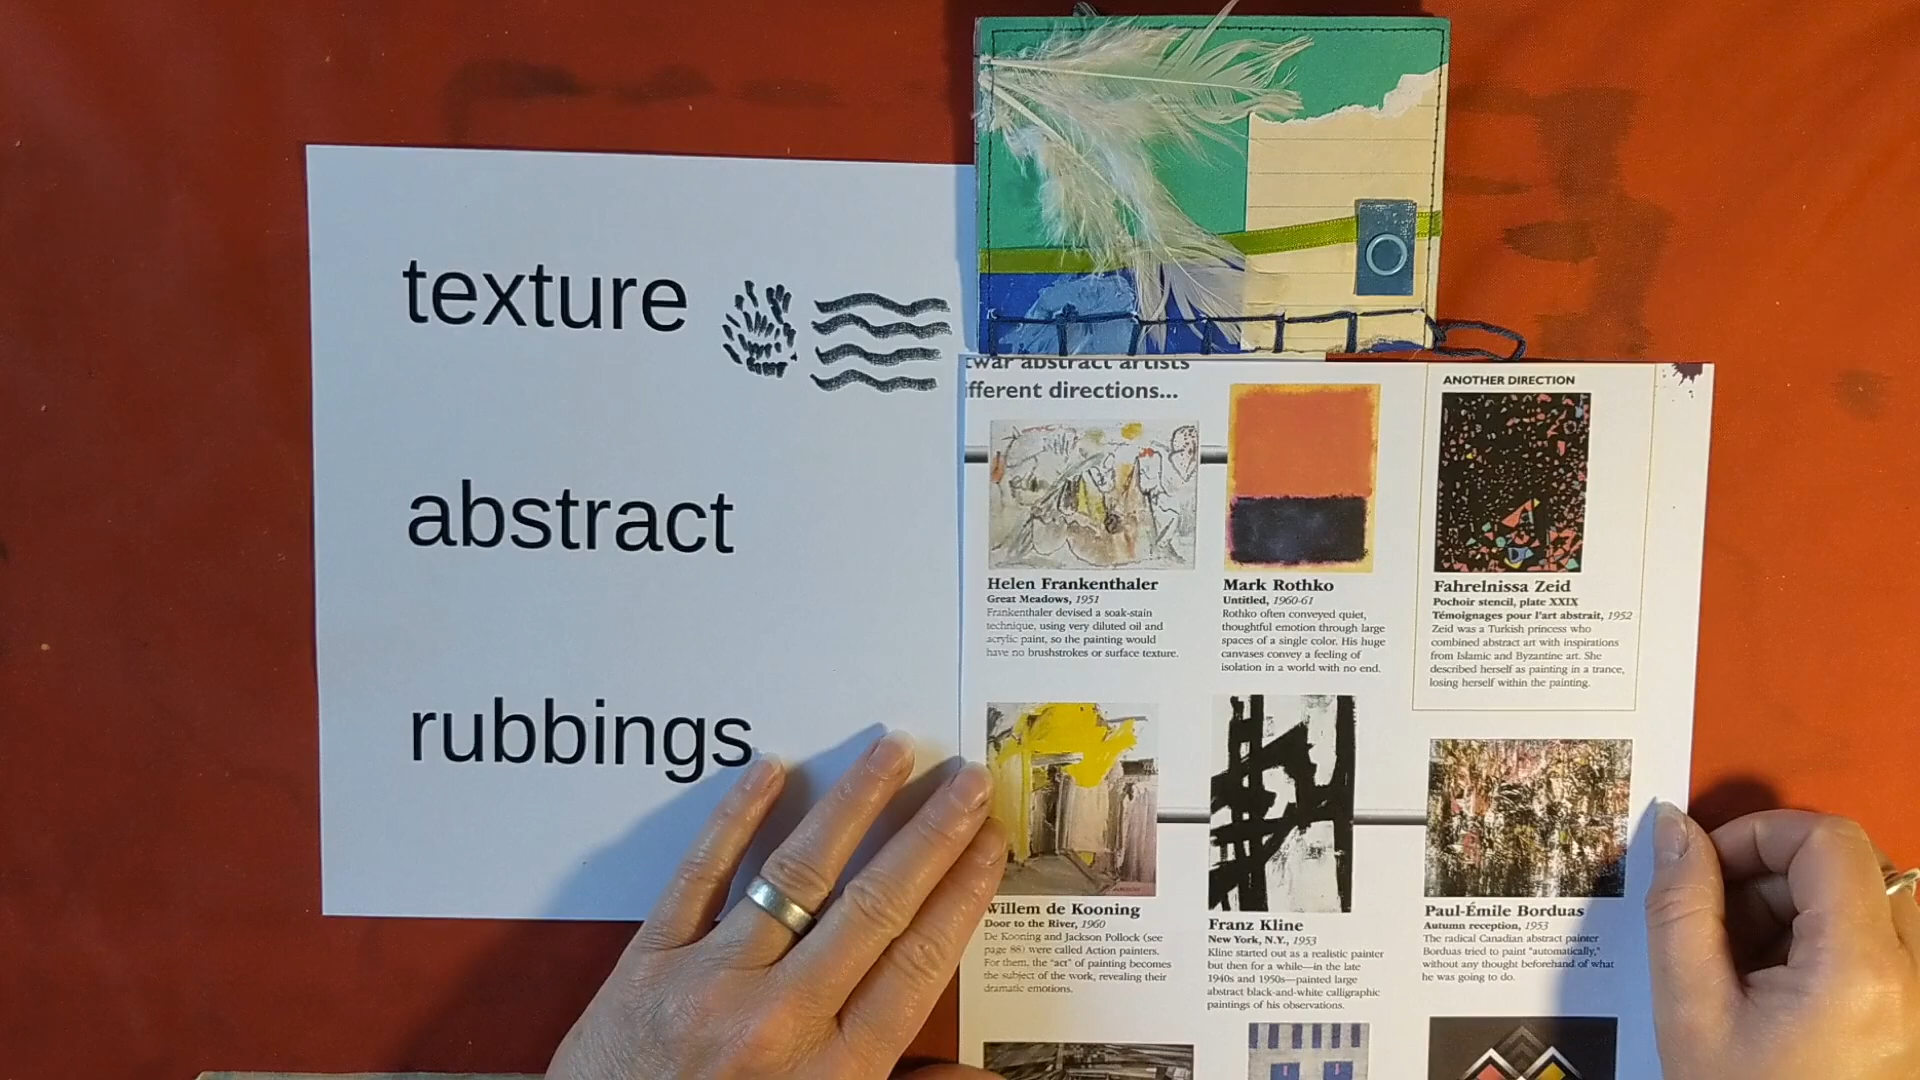 texture
abstract
rubbings
abstract artists
different directions...
Helen Frankenthaler
Great Meadows, 1951
Frankenthaler devised a soak-stain
technique, using very diluted oil and
acrylic paint, so the painting would
have no brushstrokes or surface texture.
Mark Rothko
Untitled, 1960-61
Rothko often conveyed quiet,
thoughtful emotion through large
spaces of a single color. His huge
canvases convey a feeling of
isolation in a world with no end.
ANOTHER DIRECTION
Fahrelnissa Zeid
Pochoir stencil, plate XXIX
Témoignages pour l'art abstrait, 1952
Zeid was a Turkish princess who
combined abstract art with inspirations
from Islamic and Byzantine art. She
described herself as painting in a trance,
losing herself within the painting.
Willem de Kooning
Door to the River, 1960
De Kooning and Jackson Pollock (see
page 88) were called Action painters.
For them, the "act" of painting becomes
the subject of the work, revealing their
dramatic emotions.
Franz Kline
New York, N.Y., 1953
Kline started out as a realistic painter
but then for a while—in the late
1940s and 1950s—painted large
abstract black-and-white calligraphic
paintings of his observations.
Paul-Émile Borduas
Autumn reception, 1953
The radical Canadian abstract painter
Borduas tried to paint "automatically,"
without any thought beforehand of what
he was going to do.